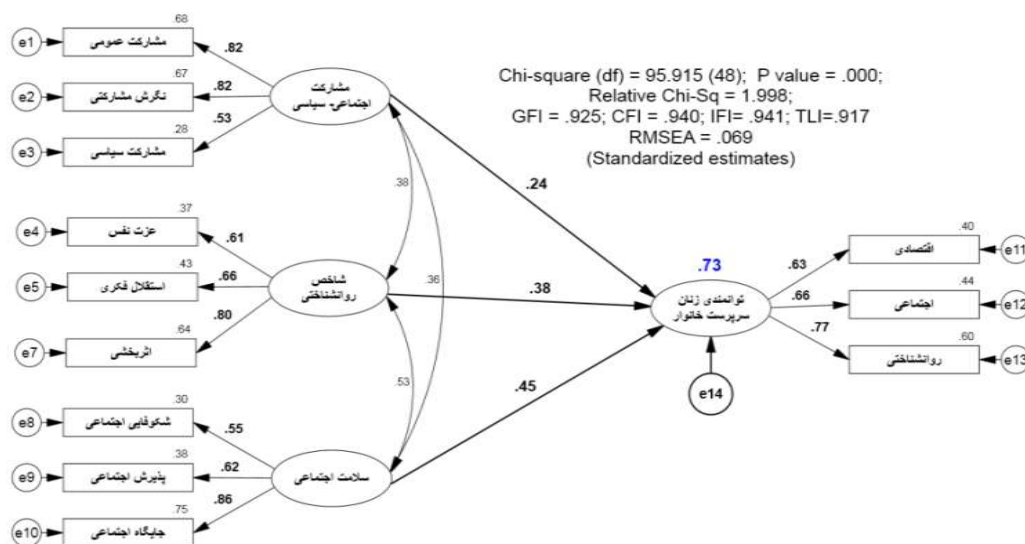 e1
.68
مشارکت عمومی
.82
e2
.67
نگرش مشارکتی
.82
e3
.28
مشارکت سیاسی
.53
مشارکت
اجتماعی- سیاسی
Chi-square (df) = 95.915 (48); P value = .000;
Relative Chi-Sq = 1.998;
GFI = .925; CFI = .940; IFI= .941; TLI=.917
RMSEA = .069
(Standardized estimates)
.24
.38
.36
e4
.37
عزت نفس
.61
e5
.43
استقلال فکری
.66
e7
.64
اثربخشی
.80
شاخص
روانشناختی
.38
.53
.73
توانمندی زنان
سرپرست خانوار
e14
.63
.40
اقتصادی
e11
.66
.44
اجتماعی
e12
.77
.60
روانشناختی
e13
.45
e8
.30
شکوفایی اجتماعی
.55
e9
.38
پذیرش اجتماعی
.62
e10
.75
جایگاه اجتماعی
.86
سلامت اجتماعی